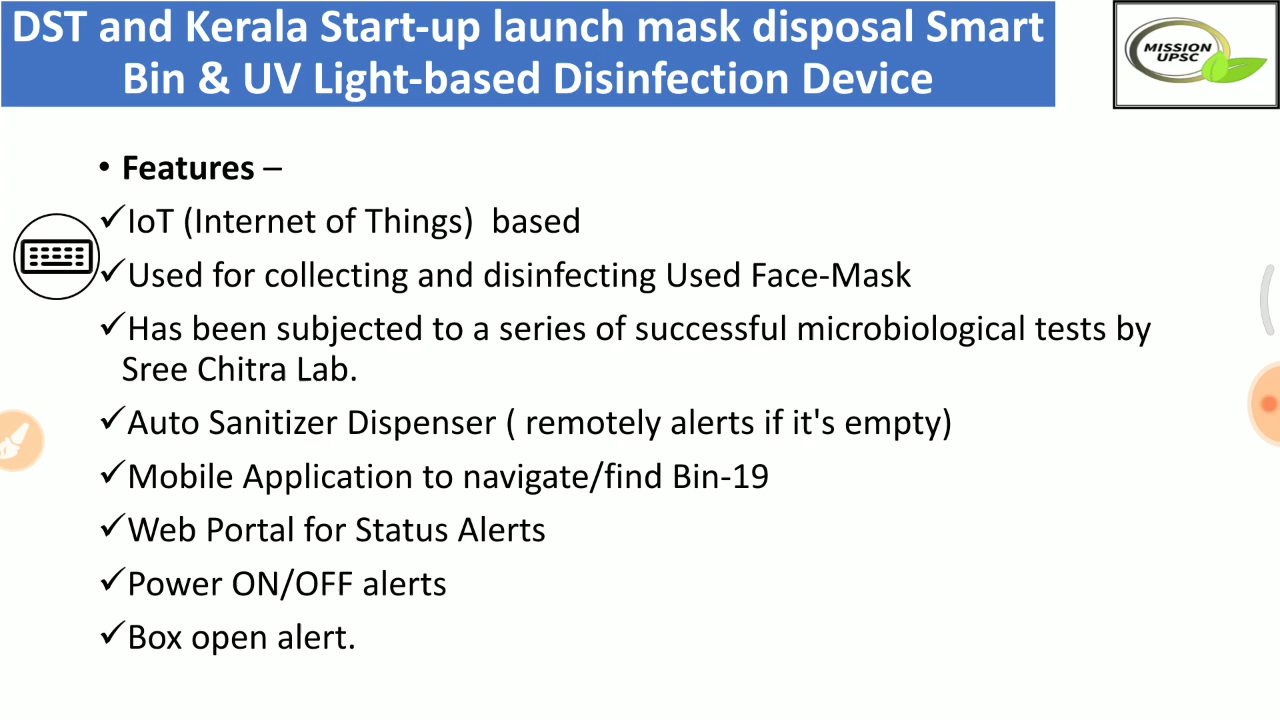 DST and Kerala Start-up launch mask disposal Smart
Bin & UV Light-based Disinfection Device
MISSION
UPSC
• Features –
✓IoT (Internet of Things) based
✓Used for collecting and disinfecting Used Face-Mask
✓Has been subjected to a series of successful microbiological tests by
Sree Chitra Lab.
✓Auto Sanitizer Dispenser ( remotely alerts if it's empty)
✓Mobile Application to navigate/find Bin-19
✓Web Portal for Status Alerts
✓Power ON/OFF alerts
✓Box open alert.